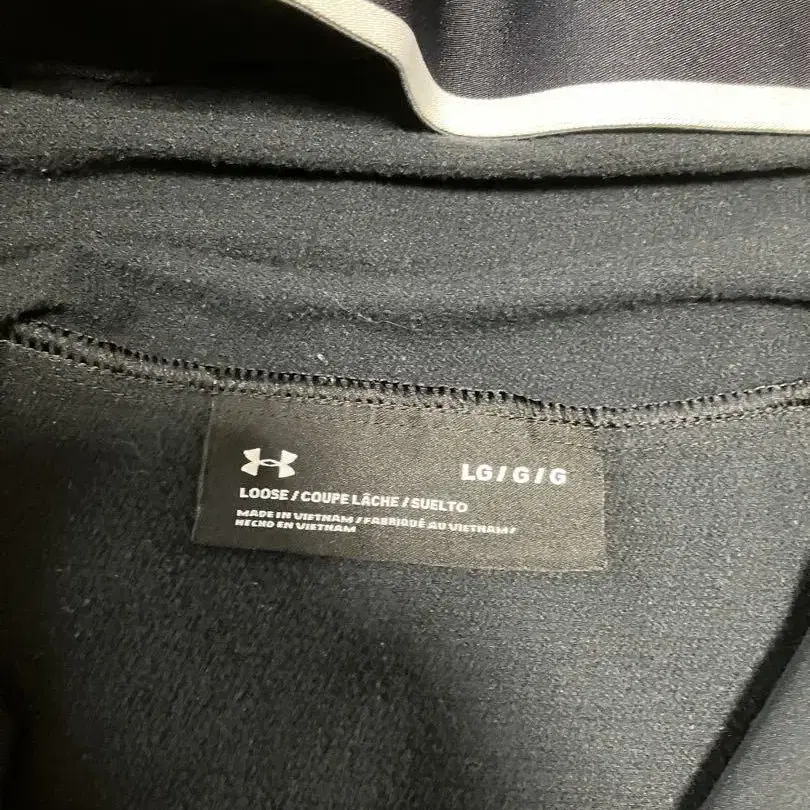 LG/G/G
LOOSE/COUPE LÂCHE/SUELTO
MADE IN VIETNAM/FABRIQUÉ AU VIETNAM/
HECHO EN VIETNAM